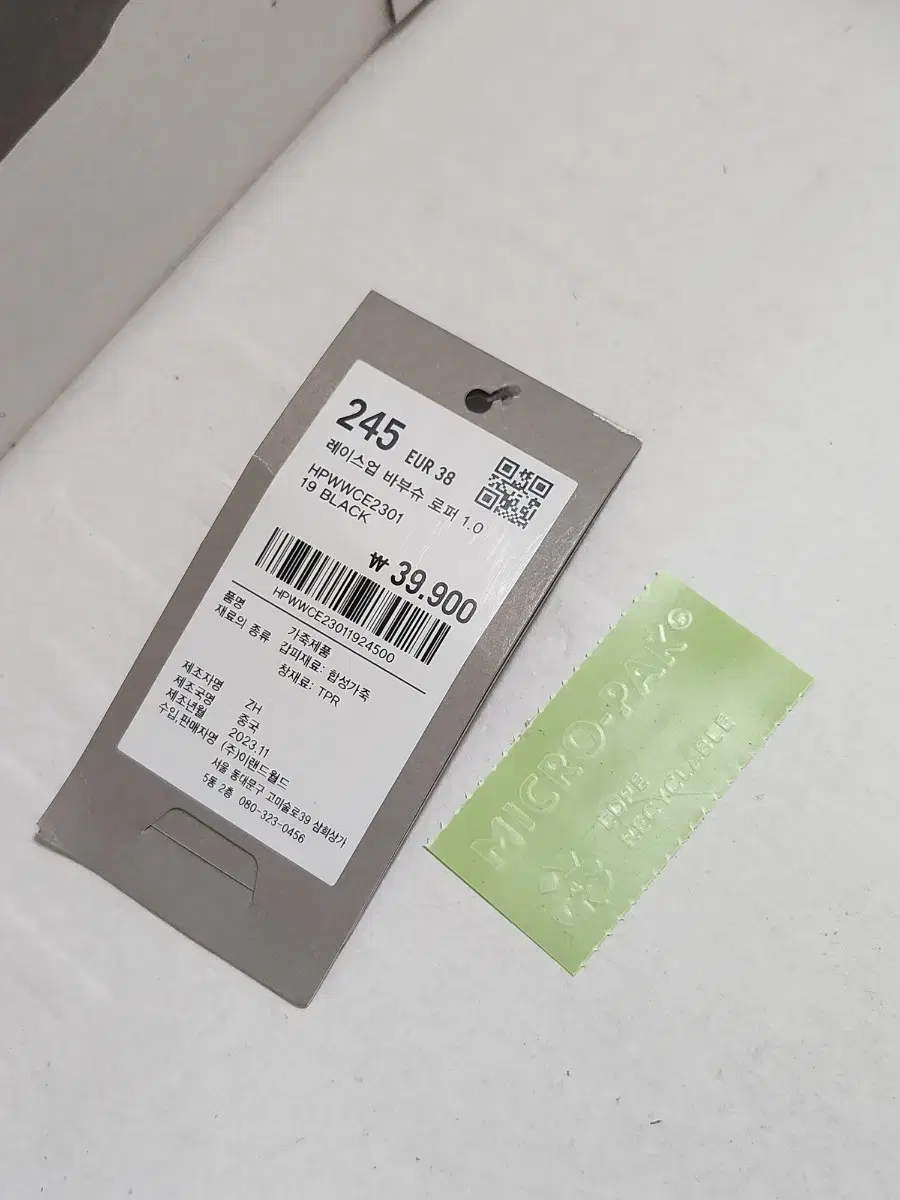 245 EUR 38
레이스업 바부슈 로퍼 1.0
HPWWCE2301
19 BLACK
₩ 39.900
HPWWCE23011924500
품명 가죽제품
재료의 종류 갑피재료: 합성가죽
창재료: TPR
제조자명 ZH
제조국명 중국
제조년월 2023.11
수입,판매자명 (주)이랜드월드
서울 동대문구 고미술로39 삼희상가
5동 2층 080-323-0456
MICRO-PAK®
RECYCLABLE